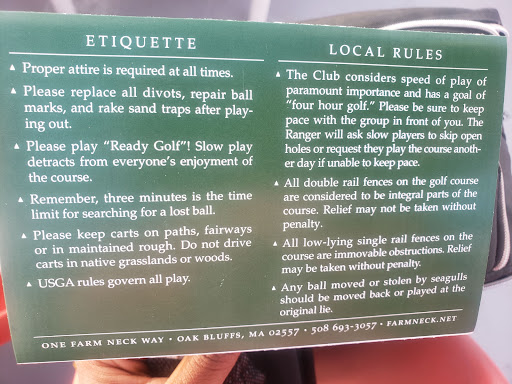 ETIQUETTE
▲ Proper attire is required at all times.
▲ Please replace all divots, repair ball
marks, and rake sand traps after play-
ing out.
▲ Please play “Ready Golf”! Slow play
detracts from everyone’s enjoyment of
the course.
▲ Remember, three minutes is the time
limit for searching for a lost ball.
▲ Please keep carts on paths, fairways
or in maintained rough. Do not drive
carts in native grasslands or woods.
▲ USGA rules govern all play.
LOCAL RULES
▲ The Club considers speed of play of
paramount importance and has a goal of
“four hour golf.” Please be sure to keep
pace with the group in front of you. The
Ranger will ask slow players to skip open
holes or request they play the course anoth-
er day if unable to keep pace.
▲ All double rail fences on the golf course
are considered to be integral parts of the
course. Relief may not be taken without
penalty.
▲ All low-lying single rail fences on the
course are immovable obstructions. Relief
may be taken without penalty.
▲ Any ball moved or stolen by seagulls
should be moved back or played at the
original lie.
ONE FARM NECK WAY • OAK BLUFFS, MA 02557 • 508 693-3057 • FARMNECK.NET